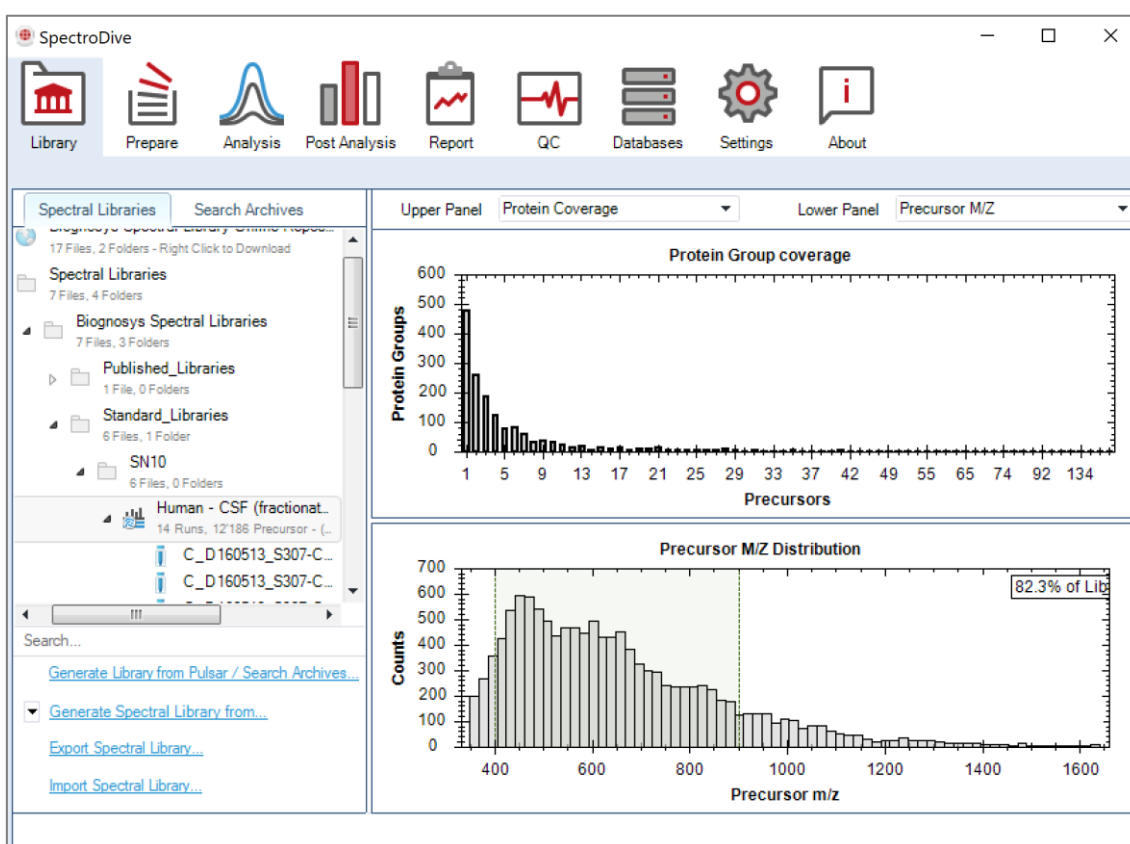 SpectroDive
Library Prepare Analysis Post Analysis Report QC Databases Settings About
Spectral Libraries Search Archives
Upper Panel Protein Coverage Lower Panel Precursor M/Z
17 Files, 2 Folders - Right Click to Download
Spectral Libraries
7 Files, 4 Folders
Biognosys Spectral Libraries
7 Files, 3 Folders
Published_Libraries
1 File, 0 Folders
Standard_Libraries
6 Files, 1 Folder
SN10
6 Files, 0 Folders
Human - CSF (fractionat...
14 Runs, 12'186 Precursor - (...
C_D160513_S307-C...
C_D160513_S307-C...
Search...
Generate Library from Pulsar / Search Archives...
Generate Spectral Library from...
Export Spectral Library...
Import Spectral Library...
Protein Group coverage
Protein Groups
600
500
400
300
200
100
0
1 5 9 13 17 21 25 29 33 37 42 49 55 65 74 92 134
Precursors
Precursor M/Z Distribution
82.3% of Lib
Counts
700
600
500
400
300
200
100
0
400 600 800 1000 1200 1400 1600
Precursor m/z